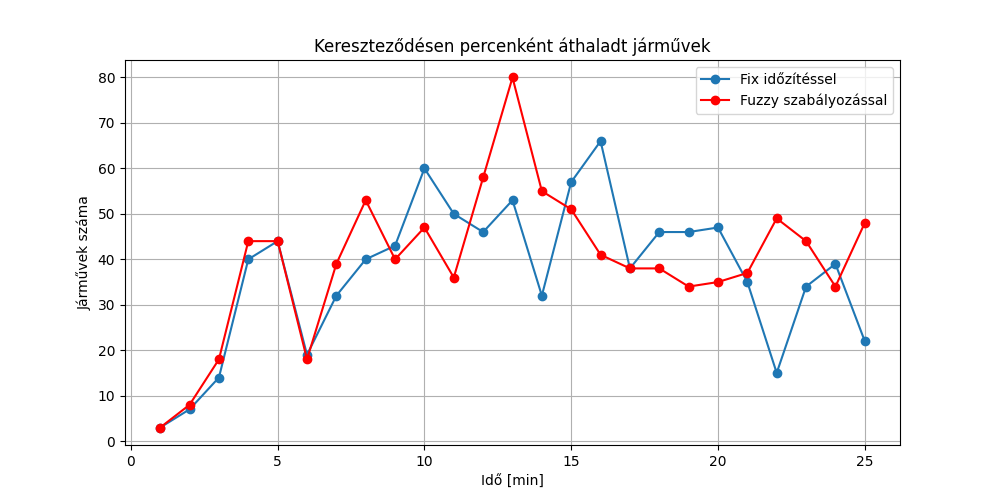 Kereszteződésen percenként áthaladt járművek
Fix időzítéssel
Fuzzy szabályozással
Járművek száma
80
70
60
50
40
30
20
10
0
0 5 10 15 20 25
Idő [min]